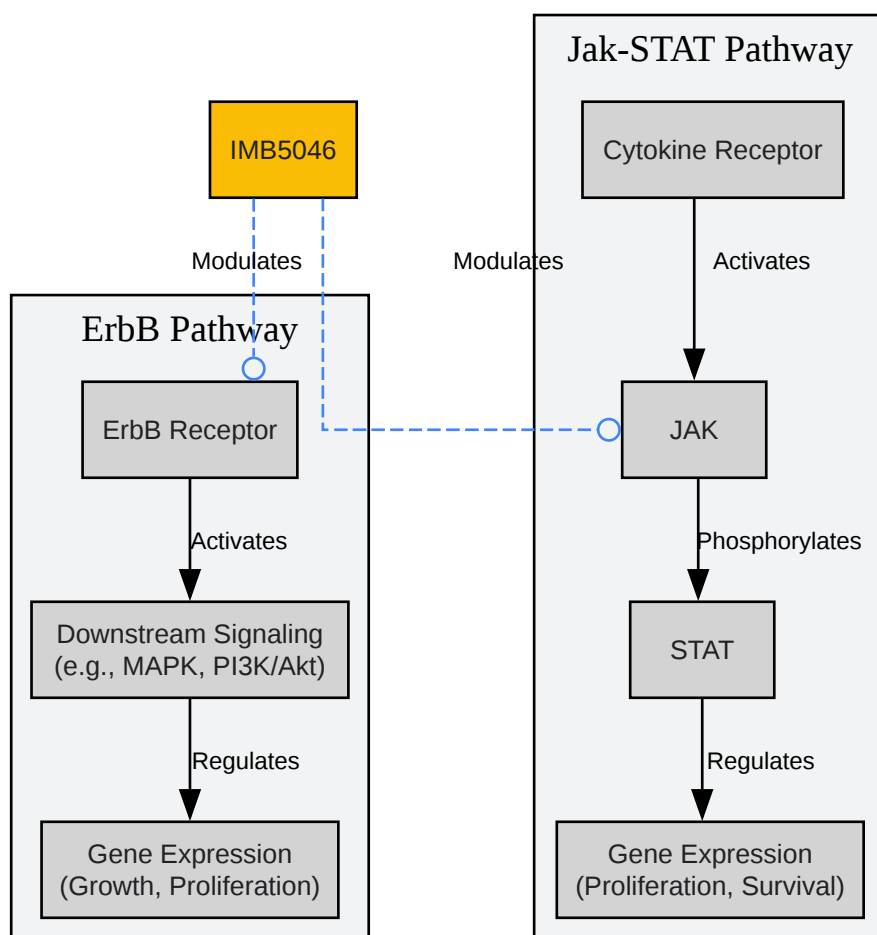 Jak-STAT Pathway
IMB5046
Cytokine Receptor
Modulates
Modulates
Activates
ErbB Pathway
ErbB Receptor
JAK
Activates
Phosphorylates
Downstream Signaling
(e.g., MAPK, PI3K/Akt)
STAT
Regulates
Regulates
Gene Expression
(Growth, Proliferation)
Gene Expression
(Proliferation, Survival)